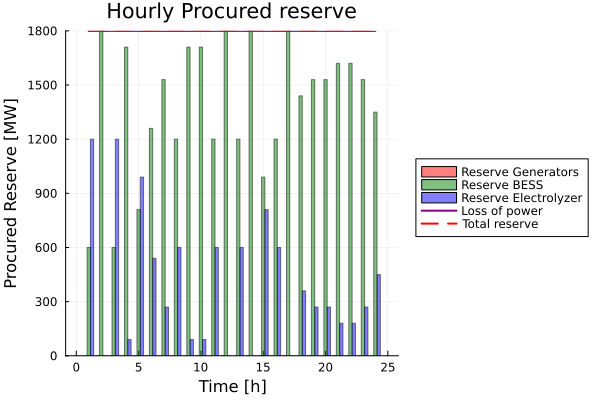 Hourly Procured reserve
Procured Reserve [MW]
1800
1500
1200
900
600
300
0
0
5
10
15
20
25
Time [h]
Reserve Generators
Reserve BESS
Reserve Electrolyzer
Loss of power
Total reserve